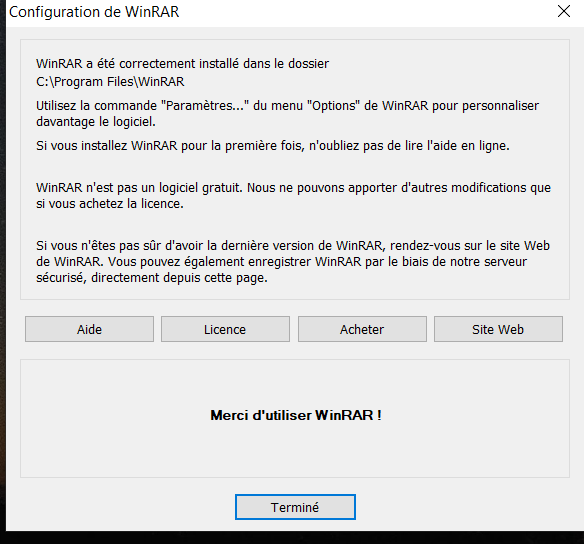 Configuration de WinRAR
WinRAR a été correctement installé dans le dossier
C:\Program Files\WinRAR
Utilisez la commande "Paramètres..." du menu "Options" de WinRAR pour personnaliser
davantage le logiciel.
Si vous installez WinRAR pour la première fois, n'oubliez pas de lire l'aide en ligne.
WinRAR n'est pas un logiciel gratuit. Nous ne pouvons apporter d'autres modifications que
si vous achetez la licence.
Si vous n'êtes pas sûr d'avoir la dernière version de WinRAR, rendez-vous sur le site Web
de WinRAR. Vous pouvez également enregistrer WinRAR par le biais de notre serveur
sécurisé, directement depuis cette page.
Aide
Licence
Acheter
Site Web
Merci d'utiliser WinRAR !
Terminé